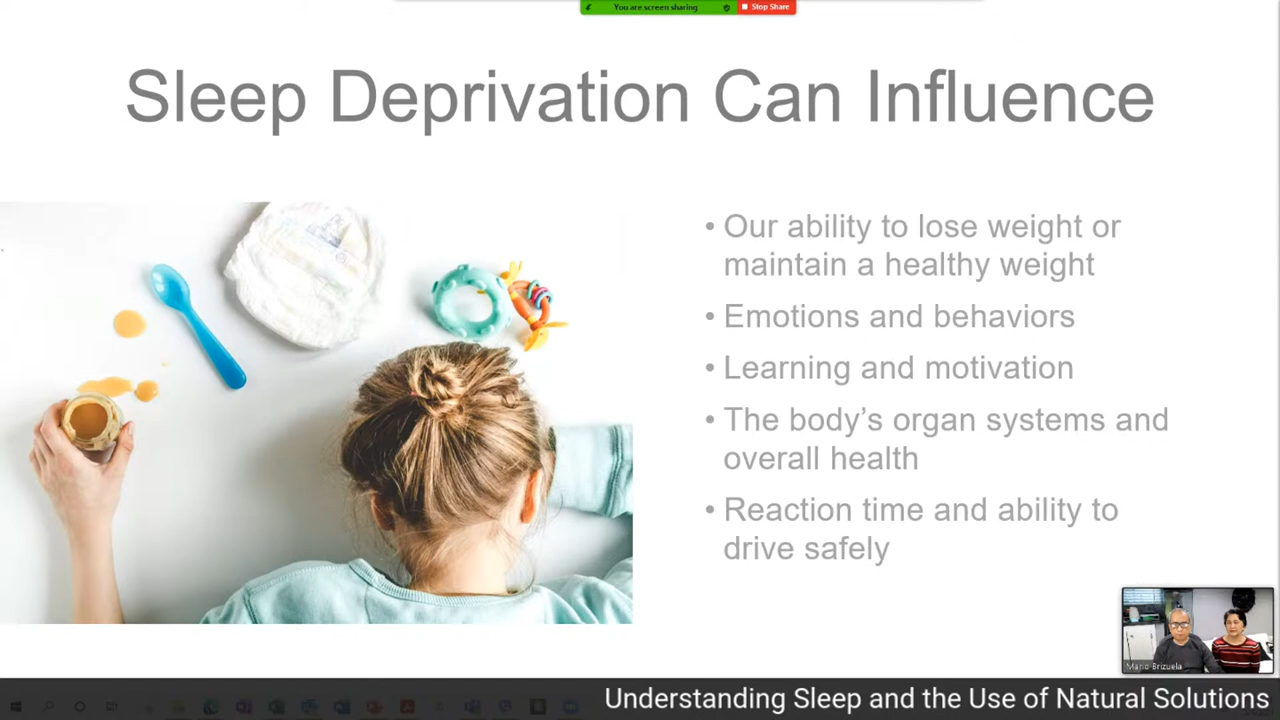 You are screen sharing
Stop Share
Sleep Deprivation Can Influence
• Our ability to lose weight or
maintain a healthy weight
• Emotions and behaviors
• Learning and motivation
• The body’s organ systems and
overall health
• Reaction time and ability to
drive safely
Mario Brizuela
Understanding Sleep and the Use of Natural Solutions